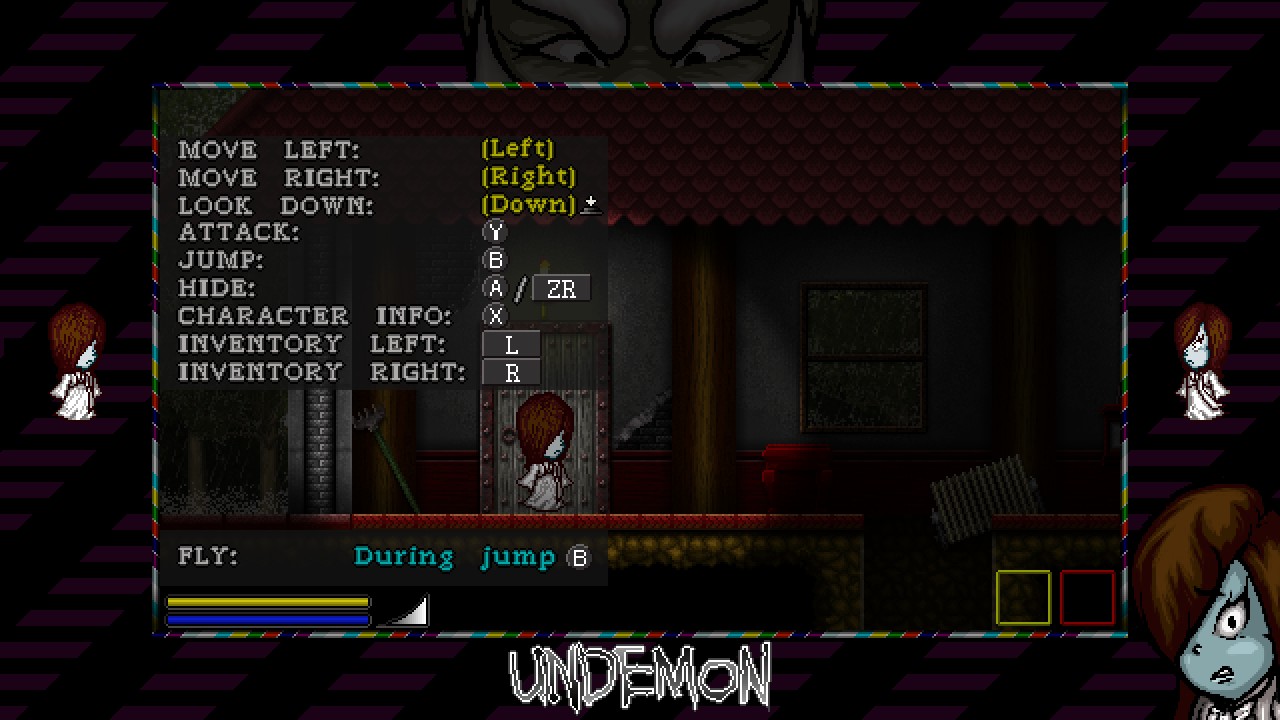 MOVE LEFT: (Left)
MOVE RIGHT: (Right)
LOOK DOWN: (Down)
ATTACK: Y
JUMP: B
HIDE: A / ZR
CHARACTER INFO: X
INVENTORY LEFT: L
INVENTORY RIGHT: R
FLY: During jump B
UNDEMON